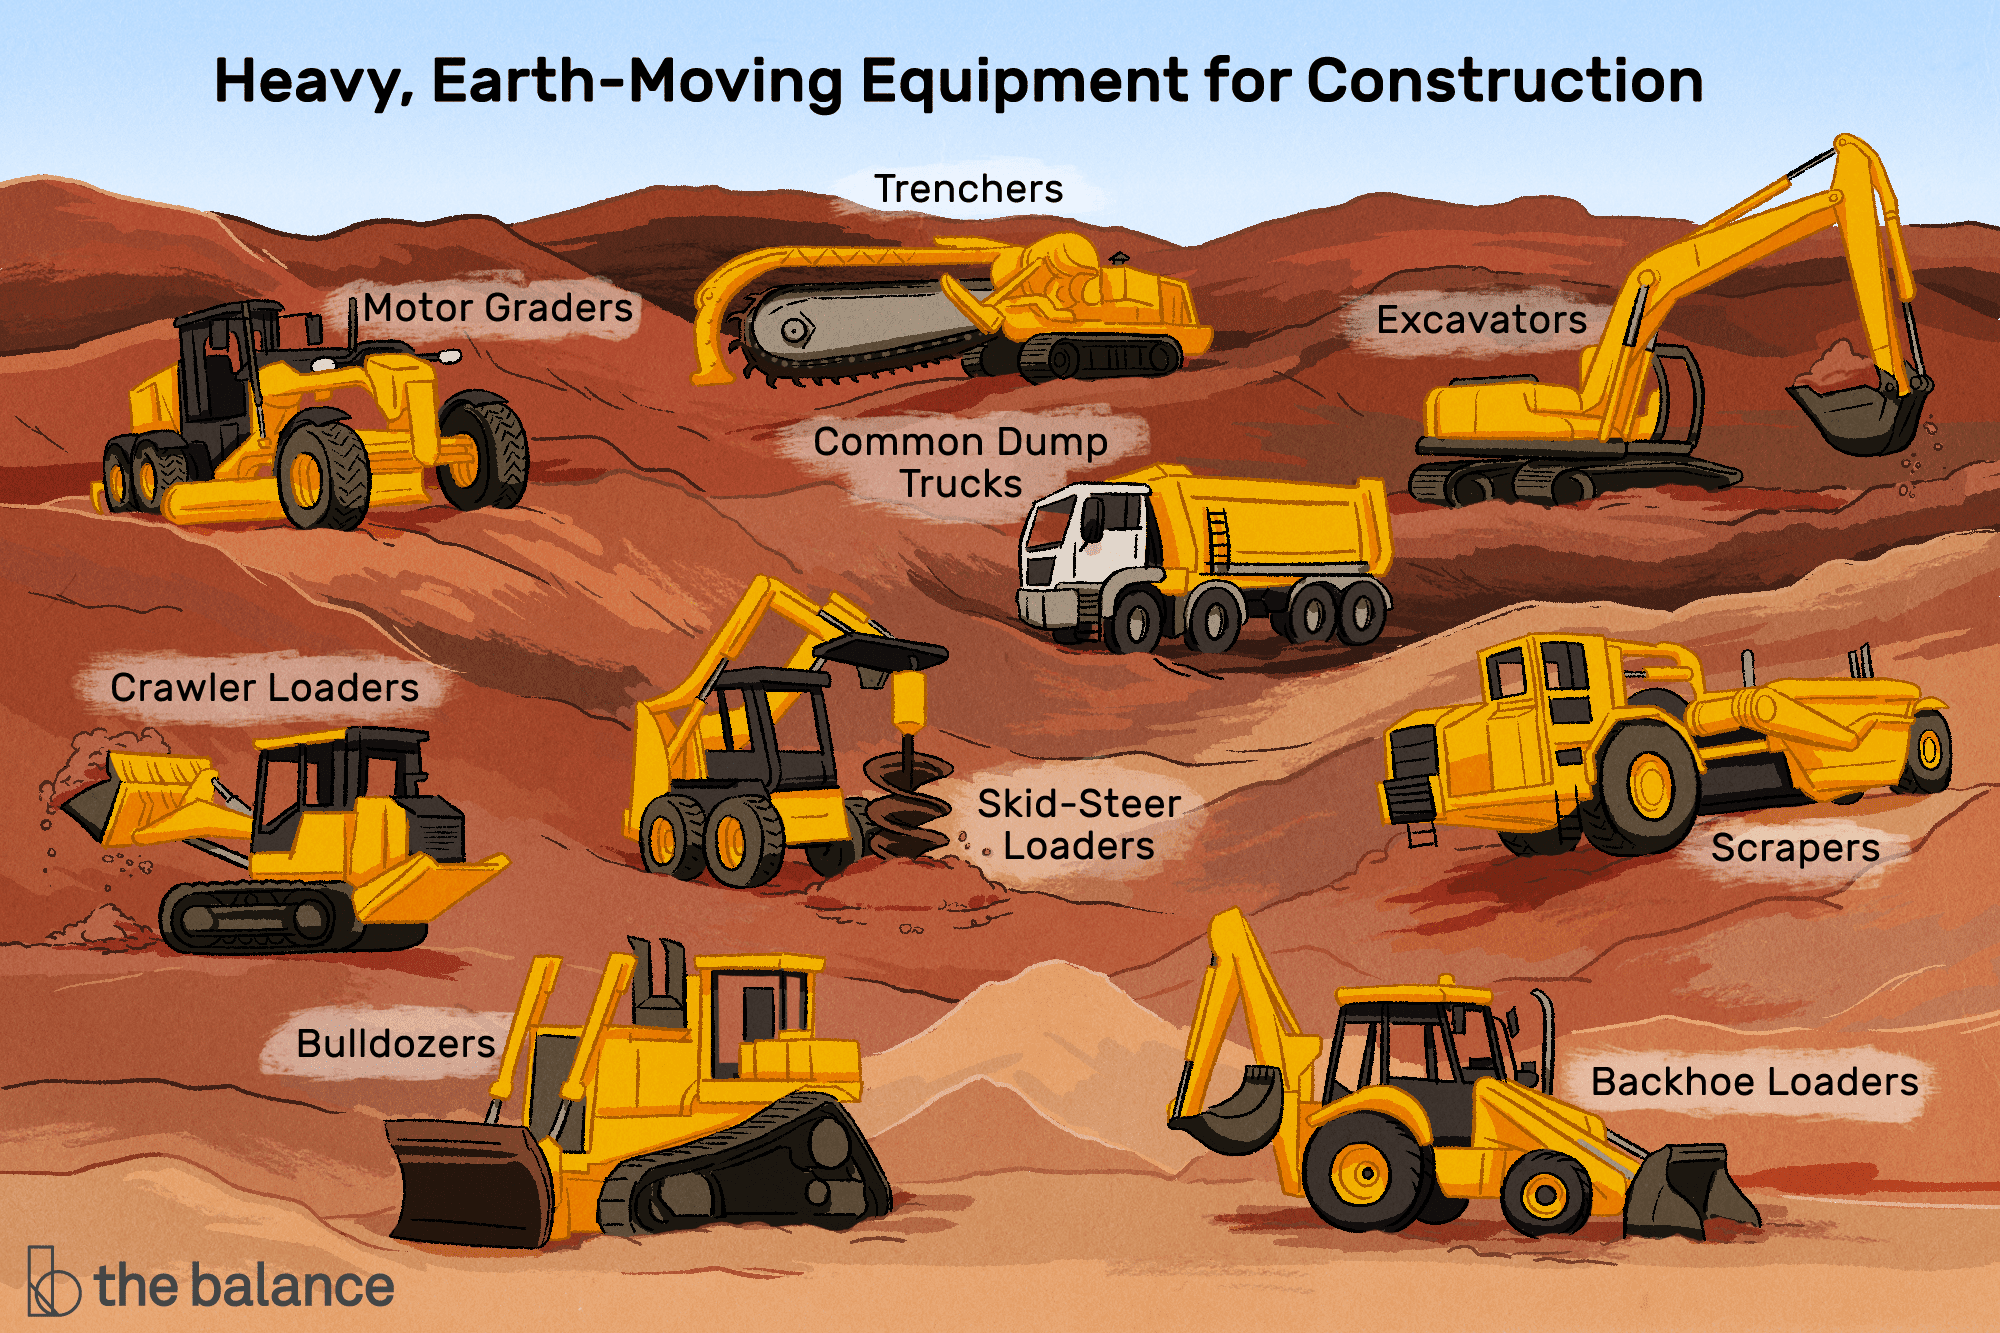 Heavy, Earth-Moving Equipment for Construction
Trenchers
Motor Graders
Excavators
Common Dump
Trucks
Crawler Loaders
Skid-Steer
Loaders
Scrapers
Bulldozers
Backhoe Loaders
the balance